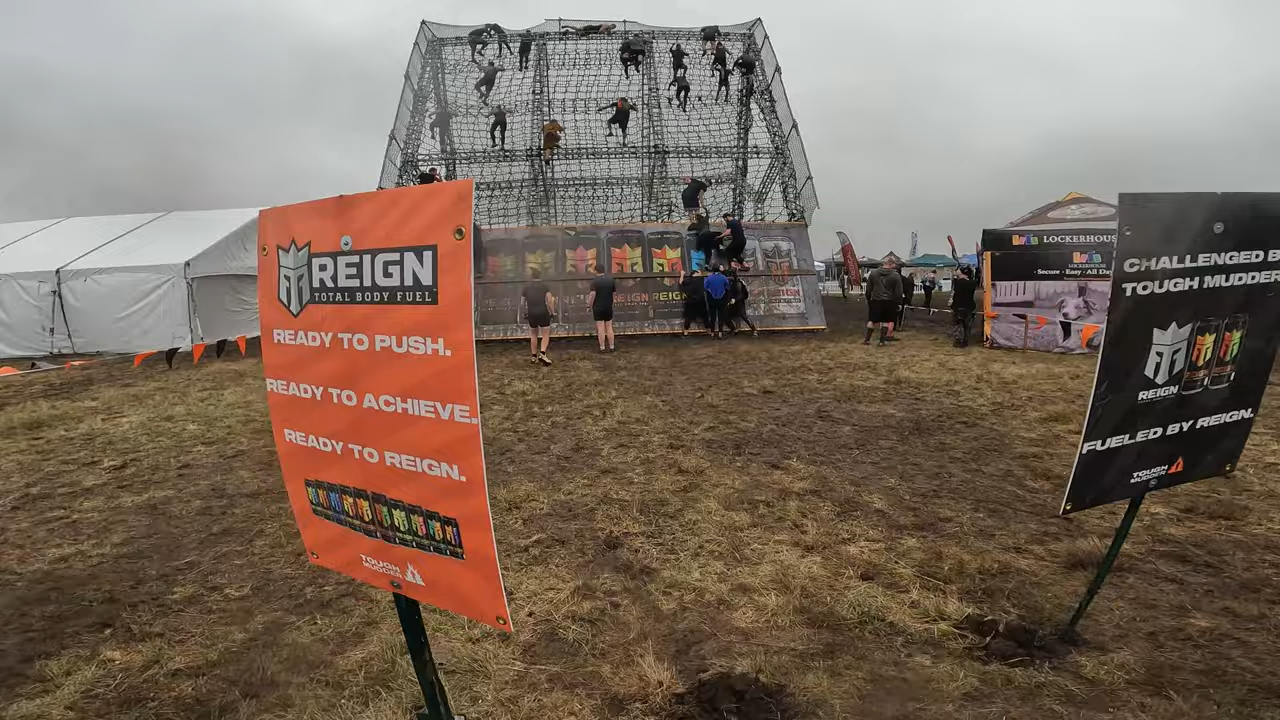 REIGN
TOTAL BODY FUEL
READY TO PUSH.
READY TO ACHIEVE.
READY TO REIGN.
TOUGH
MUDDER
REIGN
REIGN
LOCKERHOUSE
LOCKERHOUSE
Secure · Easy · All Day
CHALLENGED B
TOUGH MUDDER
REIGN
FUELED BY REIGN.
TOUGH
MUDDER